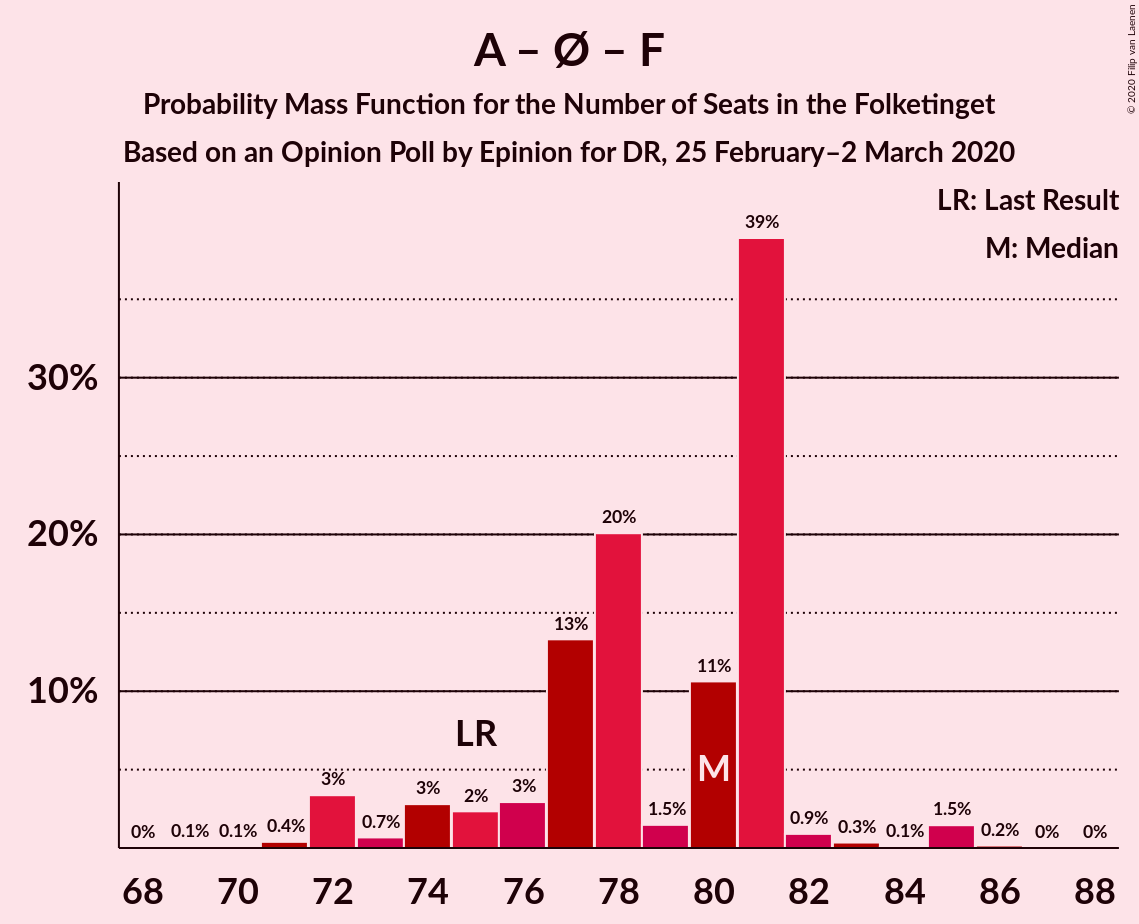 A – Ø – F
Probability Mass Function for the Number of Seats in the Folketinget
Based on an Opinion Poll by Epinion for DR, 25 February–2 March 2020
© 2020 Filip van Laenen
LR: Last Result
M: Median
30%
20%
10%
0%
0.1%
0.1%
0.4%
3%
0.7%
3%
2%
3%
13%
20%
1.5%
11%
39%
0.9%
0.3%
0.1%
1.5%
0.2%
0%
0%
LR
M
68 70 72 74 76 78 80 82 84 86 88